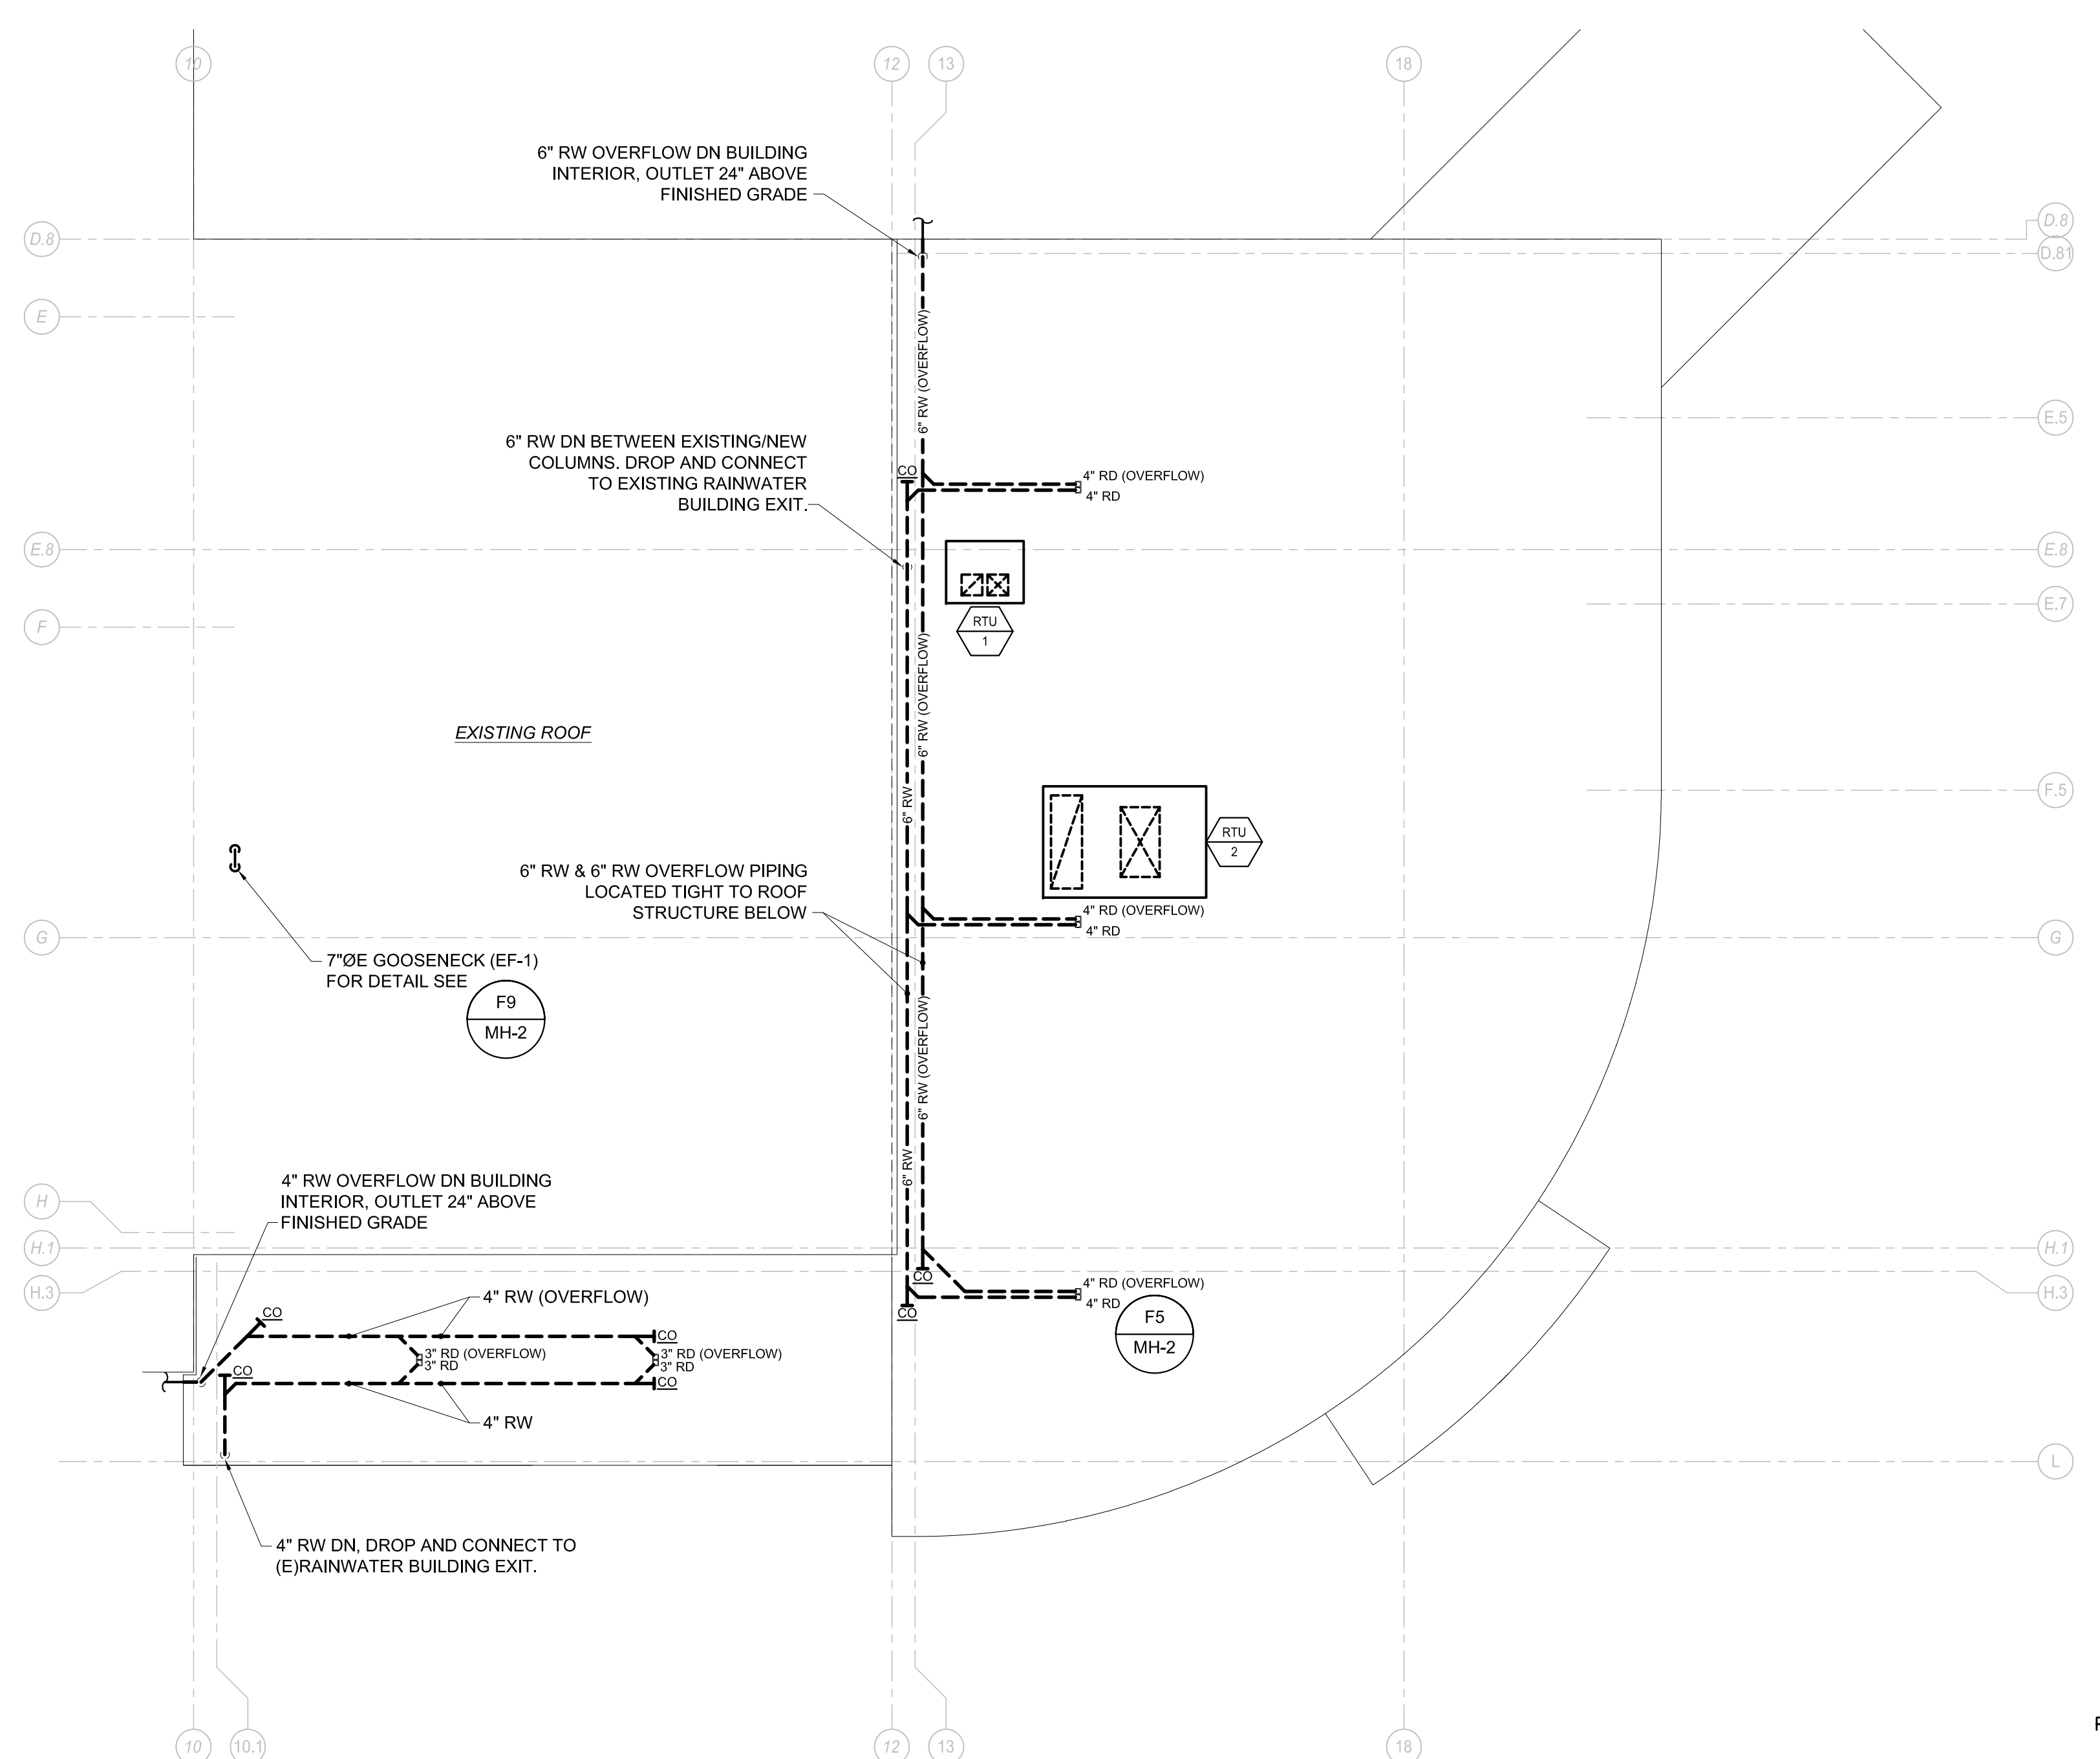 10
12
13
18
6" RW OVERFLOW DN BUILDING
INTERIOR, OUTLET 24" ABOVE
FINISHED GRADE
D.8
D.8
D.81
E
6" RW (OVERFLOW)
E.5
6" RW DN BETWEEN EXISTING/NEW
COLUMNS. DROP AND CONNECT
TO EXISTING RAINWATER
BUILDING EXIT.
CO
4" RD (OVERFLOW)
4" RD
E.8
E.8
E.7
F
RTU
1
6" RW (OVERFLOW)
EXISTING ROOF
6" RW
F.5
RTU
2
6" RW & 6" RW OVERFLOW PIPING
LOCATED TIGHT TO ROOF
STRUCTURE BELOW
4" RD (OVERFLOW)
4" RD
G
G
7"ØE GOOSENECK (EF-1)
FOR DETAIL SEE
F9
MH-2
6" RW (OVERFLOW)
6" RW
4" RW OVERFLOW DN BUILDING
INTERIOR, OUTLET 24" ABOVE
FINISHED GRADE
H
H.1
H.1
H.3
H.3
CO
4" RD (OVERFLOW)
4" RD
CO
F5
MH-2
4" RW (OVERFLOW)
CO
CO
3" RD (OVERFLOW)
3" RD
3" RD (OVERFLOW)
3" RD
CO
CO
4" RW
L
4" RW DN, DROP AND CONNECT TO
(E)RAINWATER BUILDING EXIT.
10
10.1
12
13
18